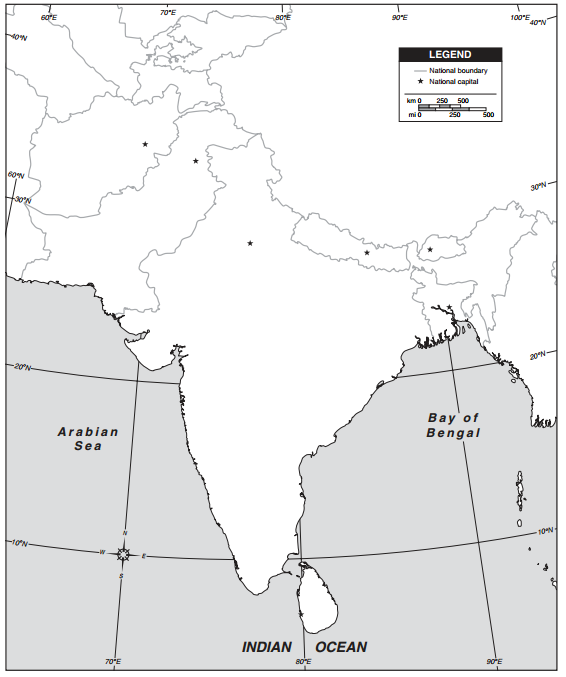 60°E
70°E
80°E
90°E
100°E
40°N
40°N
LEGEND
National boundary
National capital
km 0 250 500
mi 0 250 500
60°N
30°N
30°N
20°N
20°N
Arabian
Sea
Bay of
Bengal
10°N
10°N
N
W E
S
INDIAN OCEAN
70°E
80°E
90°E